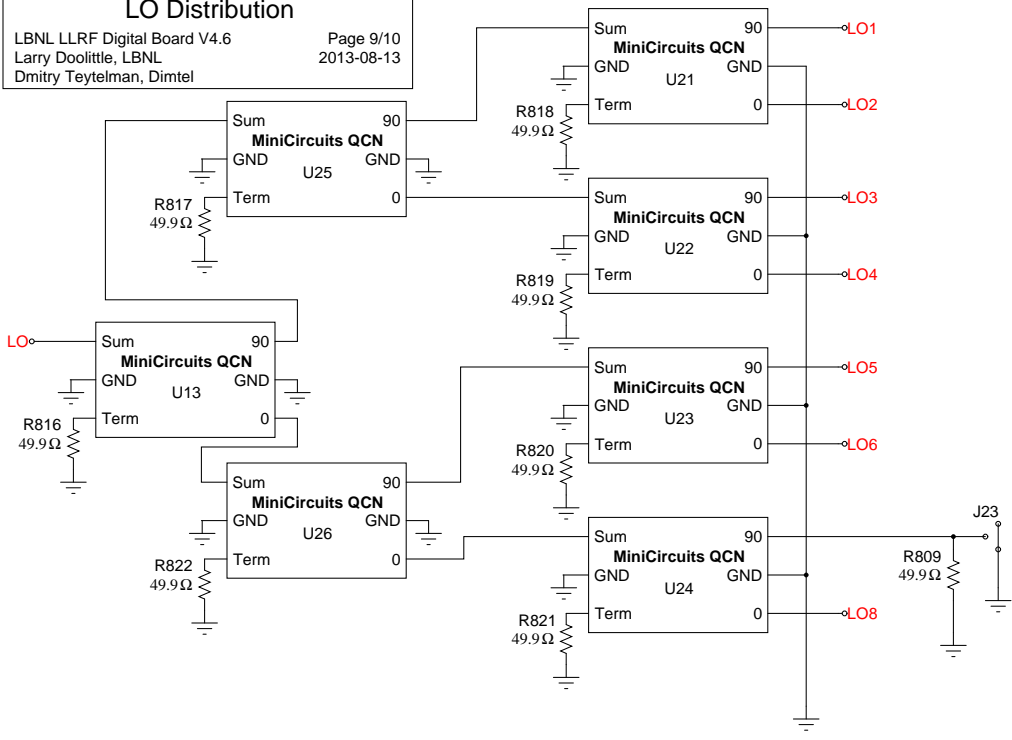 LO Distribution
LBNL LLRF Digital Board V4.6 Page 9/10
Larry Doolittle, LBNL 2013-08-13
Dmitry Teytelman, Dimtel
Sum 90
MiniCircuits QCN
GND GND
U21
Term 0
R818
49.9Ω
LO1
LO2
Sum 90
MiniCircuits QCN
GND GND
U25
Term 0
R817
49.9Ω
Sum 90
MiniCircuits QCN
GND GND
U22
Term 0
R819
49.9Ω
LO3
LO4
LO
Sum 90
MiniCircuits QCN
GND GND
U13
Term 0
R816
49.9Ω
Sum 90
MiniCircuits QCN
GND GND
U23
Term 0
R820
49.9Ω
LO5
LO6
Sum 90
MiniCircuits QCN
GND GND
U26
Term 0
R822
49.9Ω
Sum 90
MiniCircuits QCN
GND GND
U24
Term 0
R821
49.9Ω
J23
R809
49.9Ω
LO8